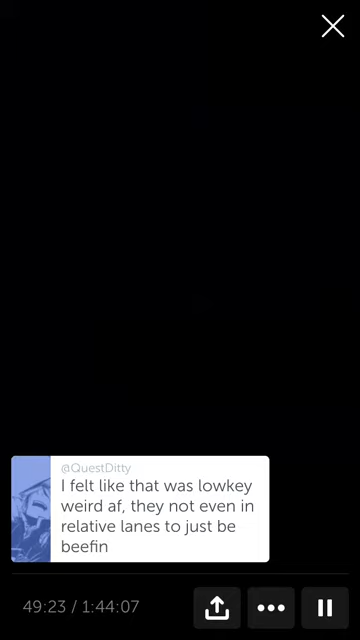 @QuestDitty
I felt like that was lowkey
weird af, they not even in
relative lanes to just be
beefin
49:23 / 1:44:07